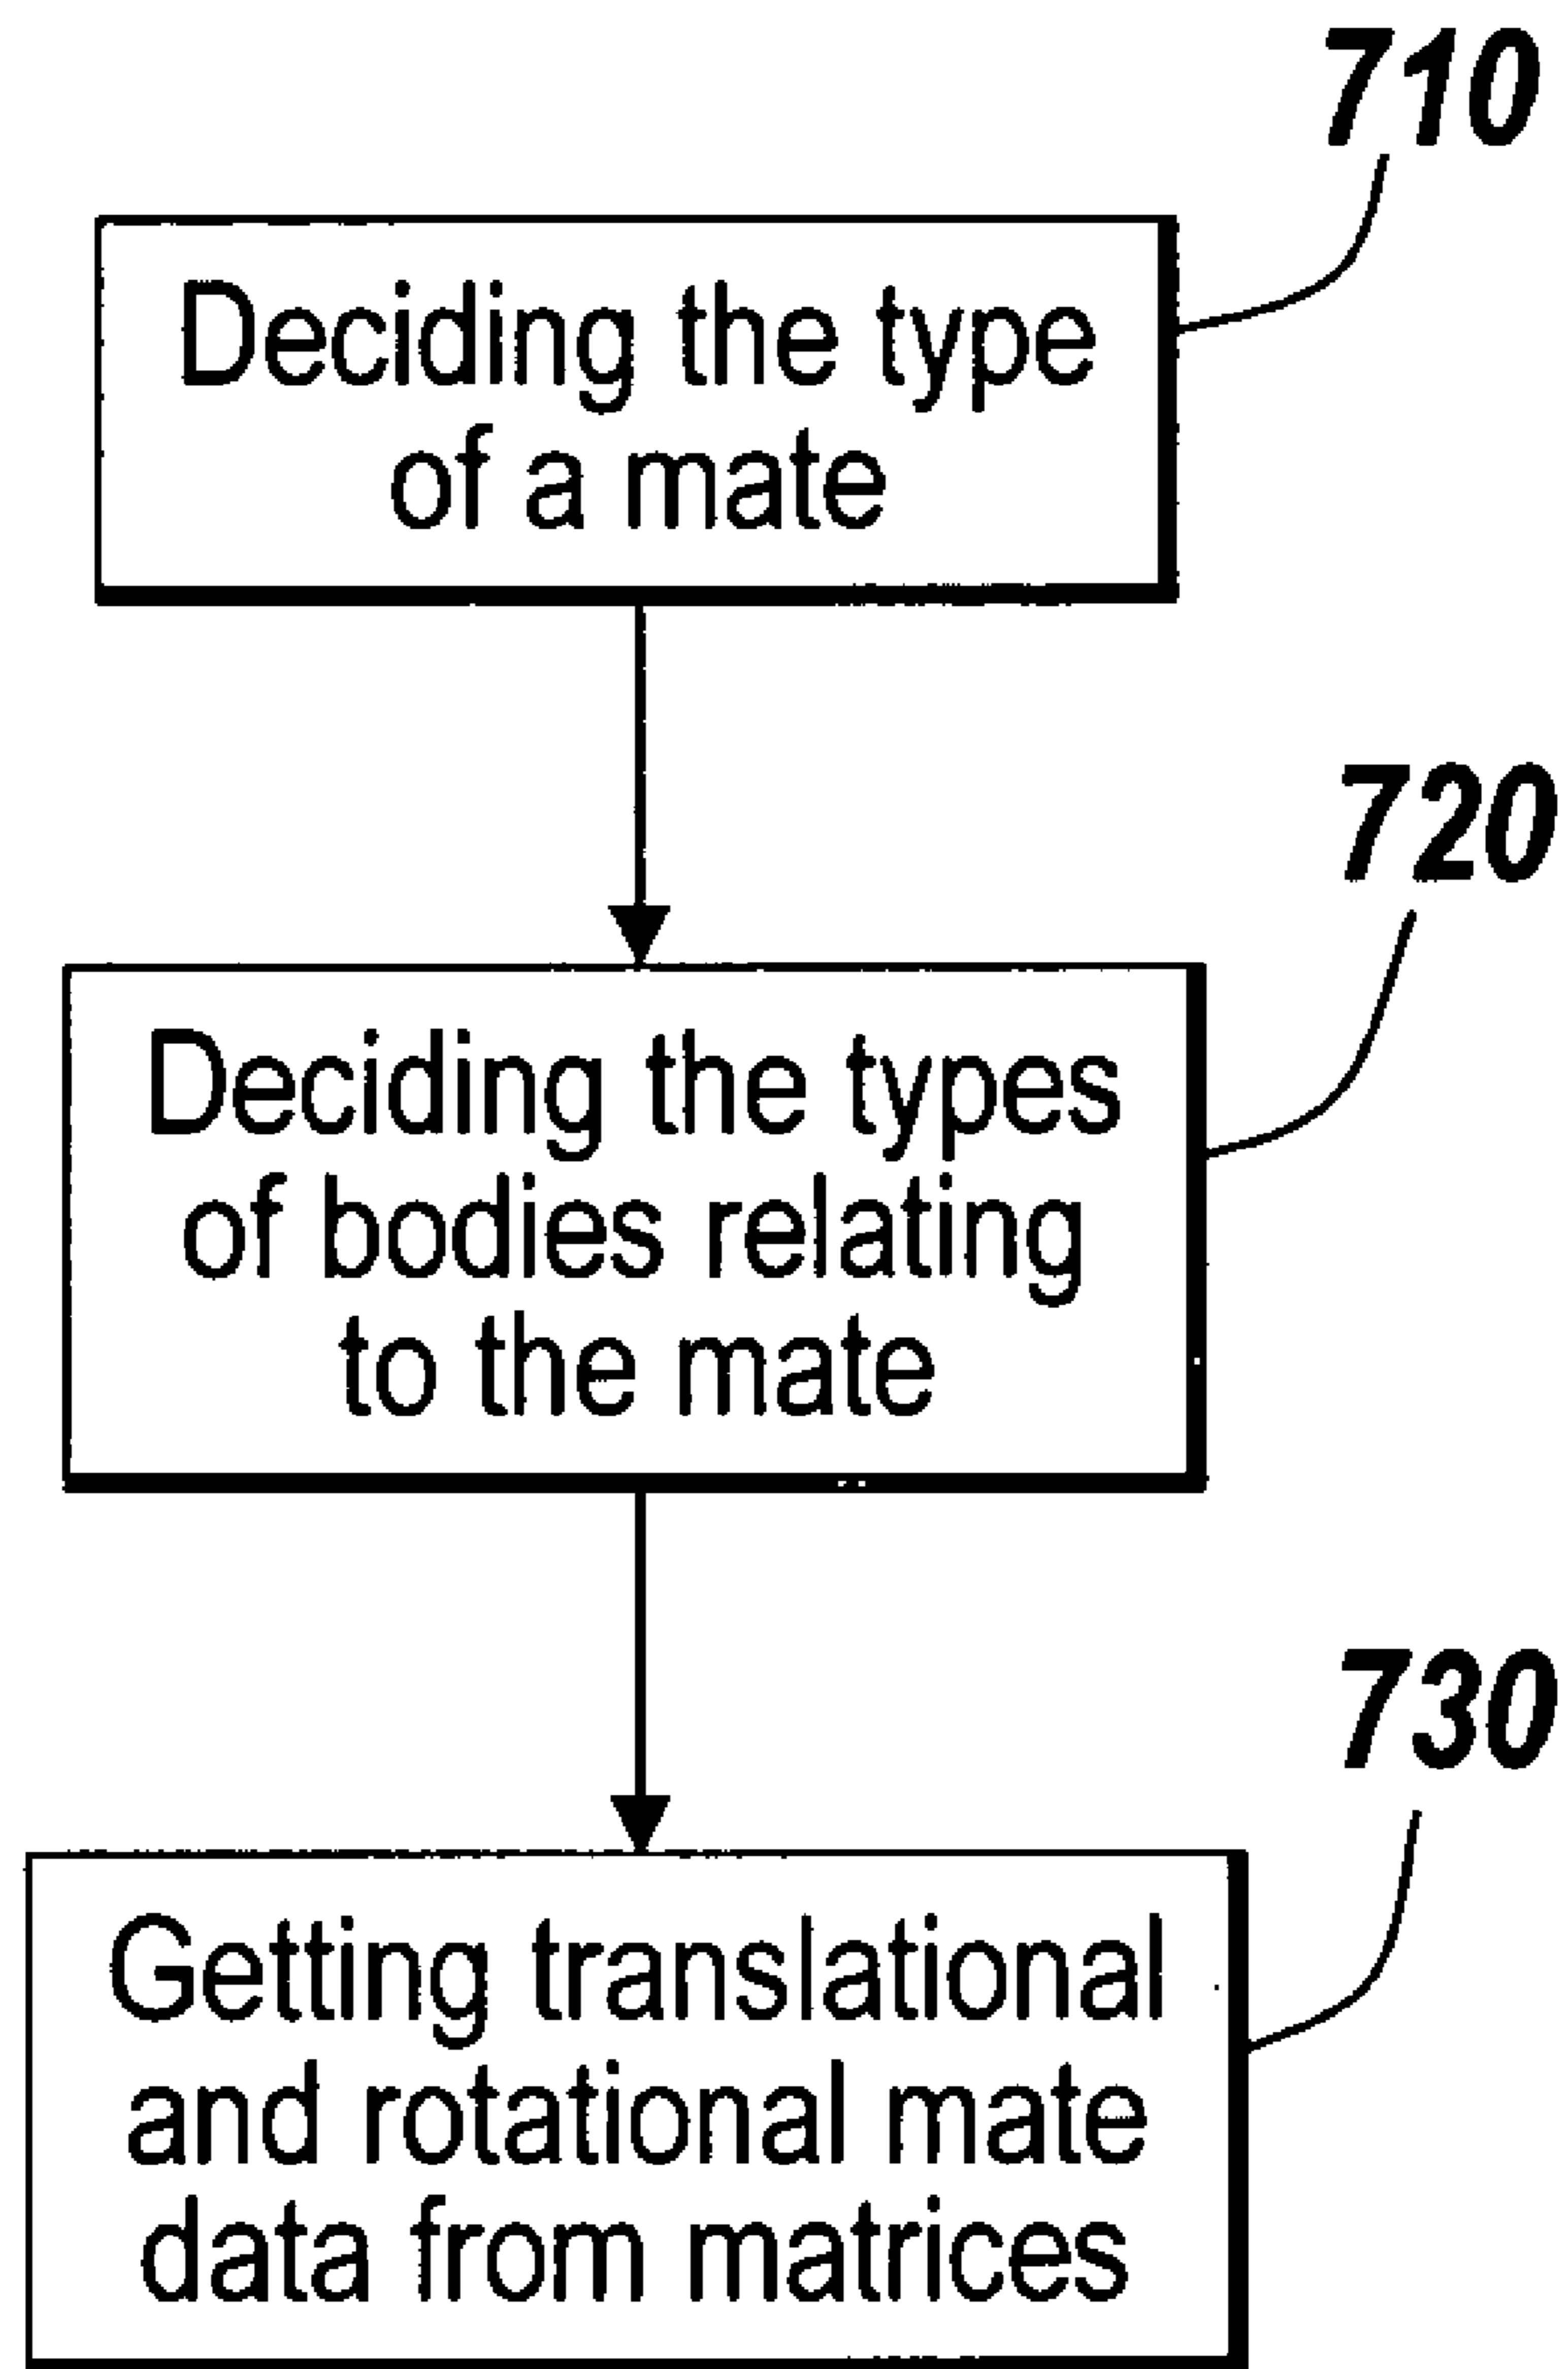 710
Deciding the type
of a mate
720
Deciding the types
of bodies relating
to the mate
730
Getting translational
and rotational mate
data from matrices